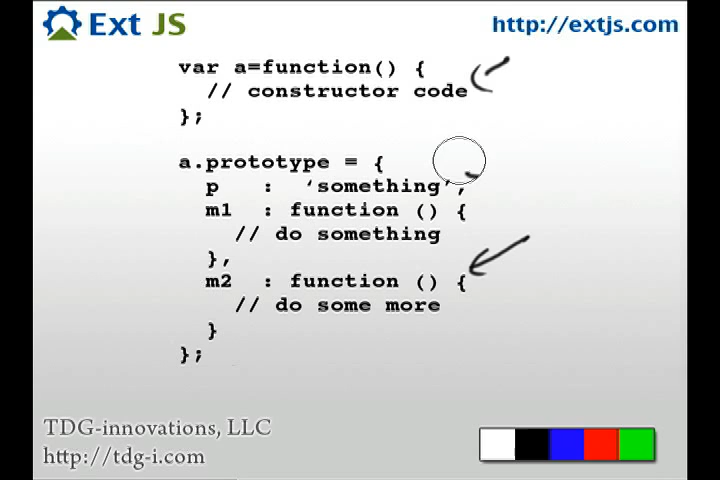 Ext JS
http://extjs.com
var a=function() {
// constructor code
};
a.prototype = {
p : ‘something’,
m1 : function () {
// do something
},
m2 : function () {
// do some more
}
};
TDG-innovations, LLC
http://tdg-i.com